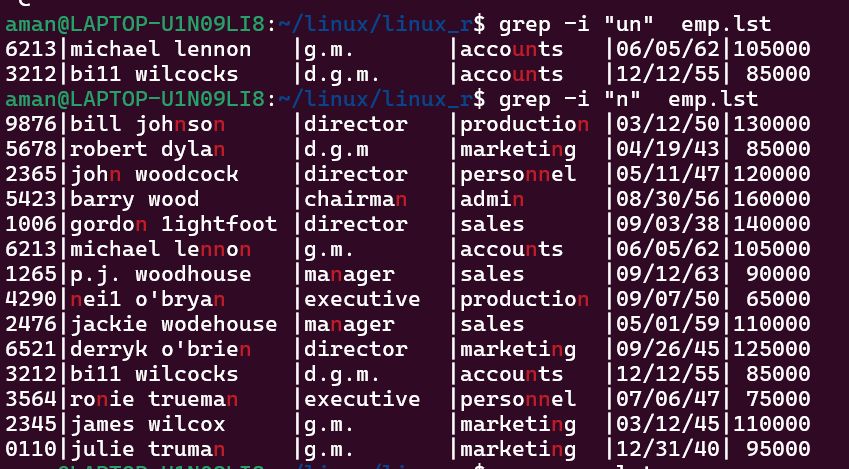 aman@LAPTOP-U1N09LI8:~/linux/linux_r$ grep -i "un"  emp.lst
6213|michael lennon   |g.m.      |accounts   |06/05/62|105000
3212|bi11 wilcocks    |d.g.m.    |accounts   |12/12/55| 85000
aman@LAPTOP-U1N09LI8:~/linux/linux_r$ grep -i "n"  emp.lst
9876|bill johnson     |director  |production |03/12/50|130000
5678|robert dylan     |d.g.m     |marketing  |04/19/43| 85000
2365|john woodcock    |director  |personnel  |05/11/47|120000
5423|barry wood       |chairman  |admin      |08/30/56|160000
1006|gordon 1ightfoot |director  |sales      |09/03/38|140000
6213|michael lennon   |g.m.      |accounts   |06/05/62|105000
1265|p.j. woodhouse   |manager   |sales      |09/12/63| 90000
4290|nei1 o'bryan     |executive |production |09/07/50| 65000
2476|jackie wodehouse |manager   |sales      |05/01/59|110000
6521|derryk o'brien   |director  |marketing  |09/26/45|125000
3212|bi11 wilcocks    |d.g.m.    |accounts   |12/12/55| 85000
3564|ronie trueman    |executive |personnel  |07/06/47| 75000
2345|james wilcox     |g.m.      |marketing  |03/12/45|110000
0110|julie truman     |g.m.      |marketing  |12/31/40| 95000